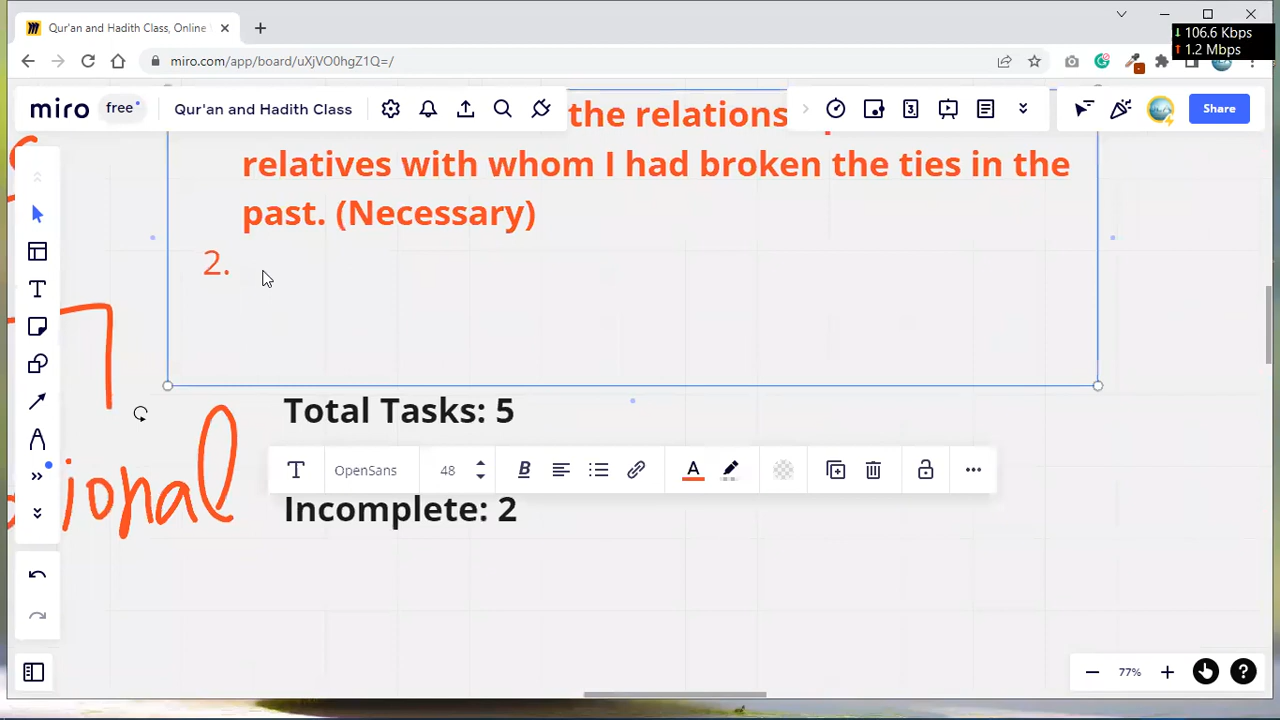 Qur'an and Hadith Class, Online
106.6 Kbps
1.2 Mbps
miro.com/app/board/uXjVO0hgZ1Q=/
miro free Qur'an and Hadith Class
the relations
relatives with whom I had broken the ties in the
past. (Necessary)
2.
ional
Total Tasks: 5
OpenSans 48
Incomplete: 2
Share
77%